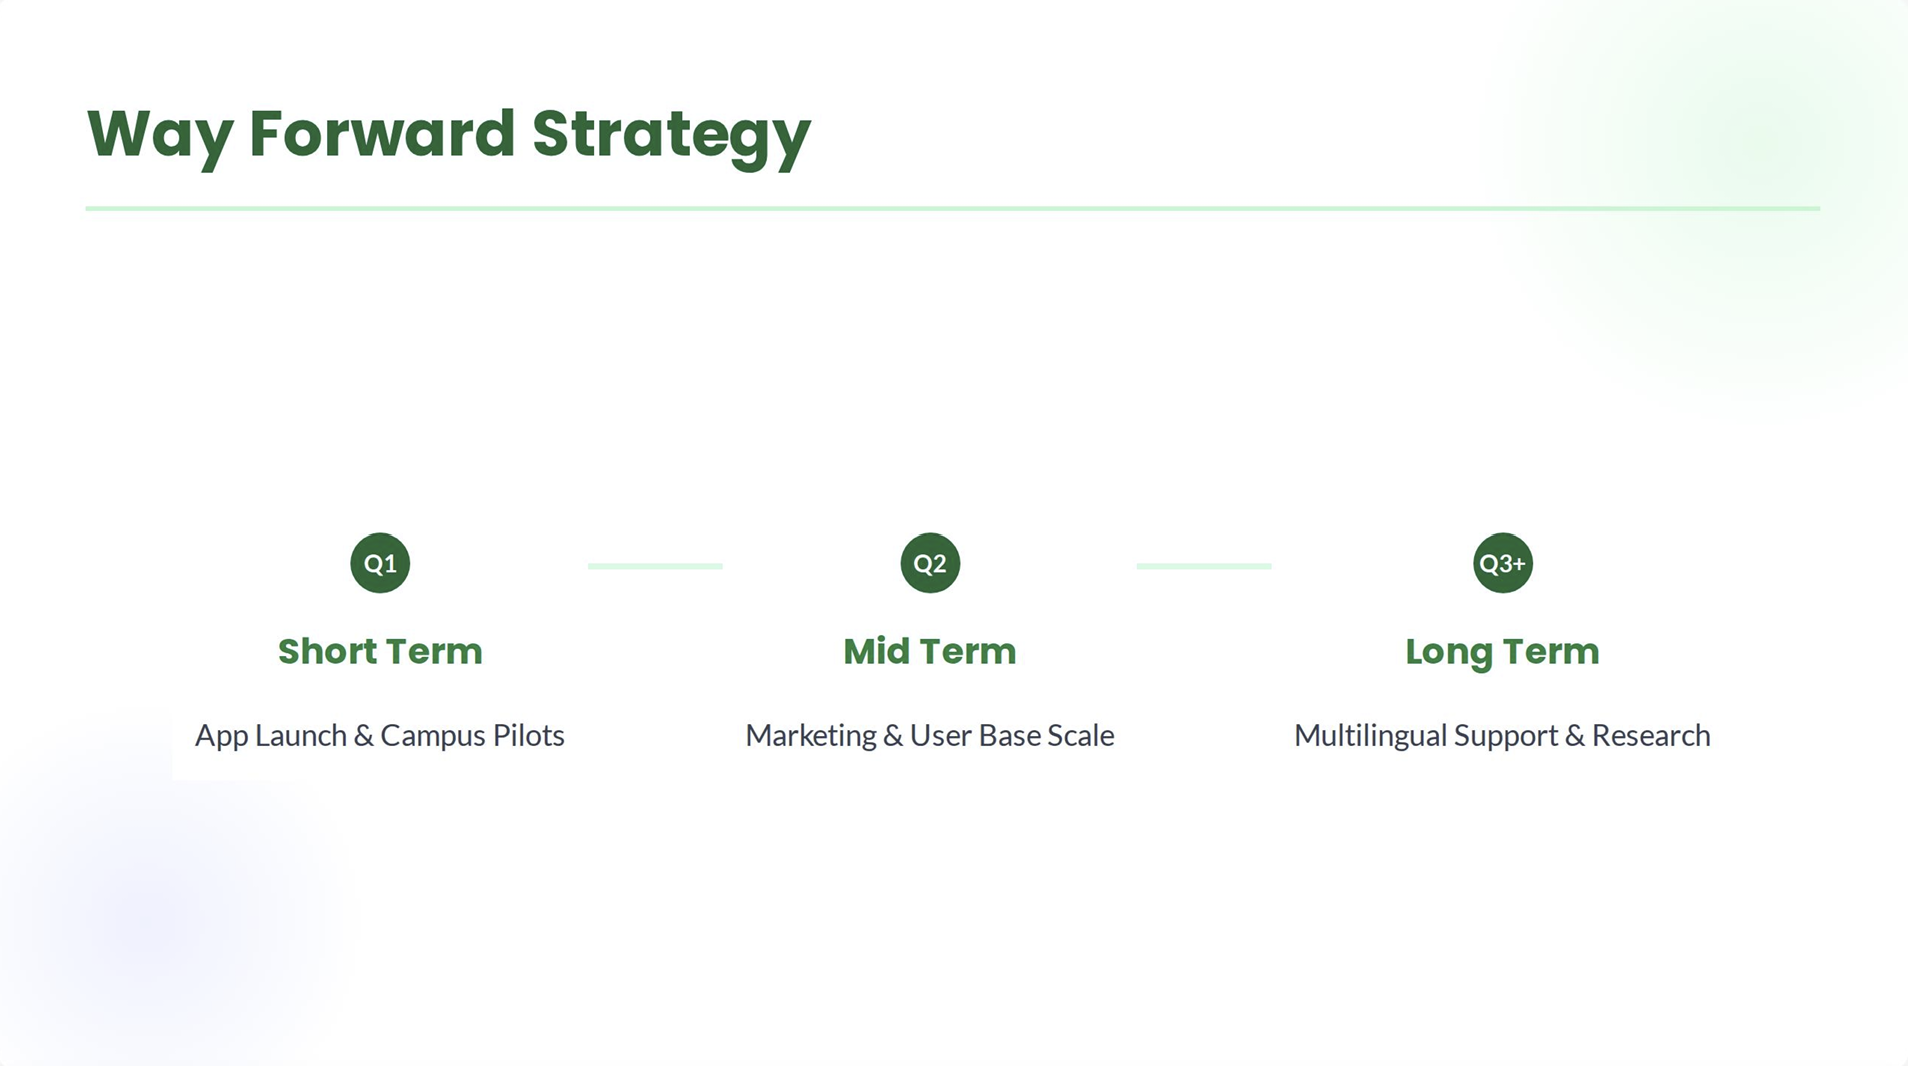 Way Forward Strategy
Q1
Q2
Q3+
Short Term
Mid Term
Long Term
App Launch & Campus Pilots
Marketing & User Base Scale
Multilingual Support & Research